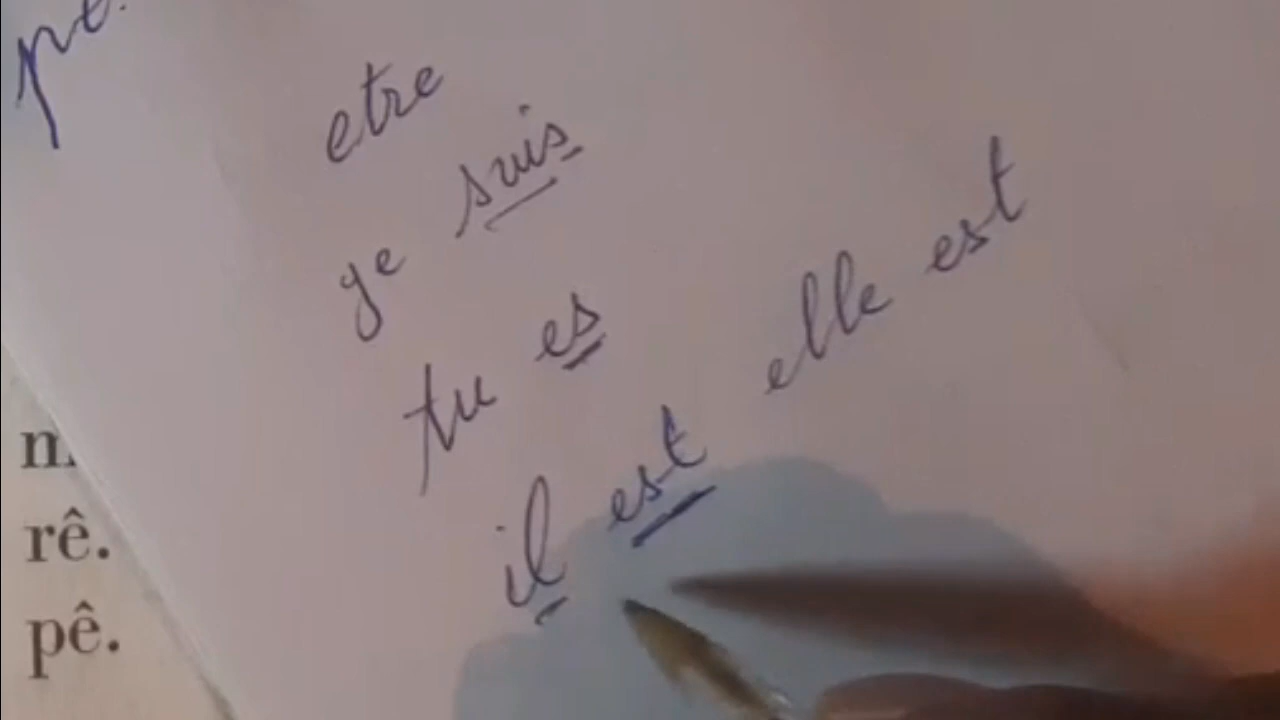 etre
je suis
tu es
il est elle est
rê.
pê.